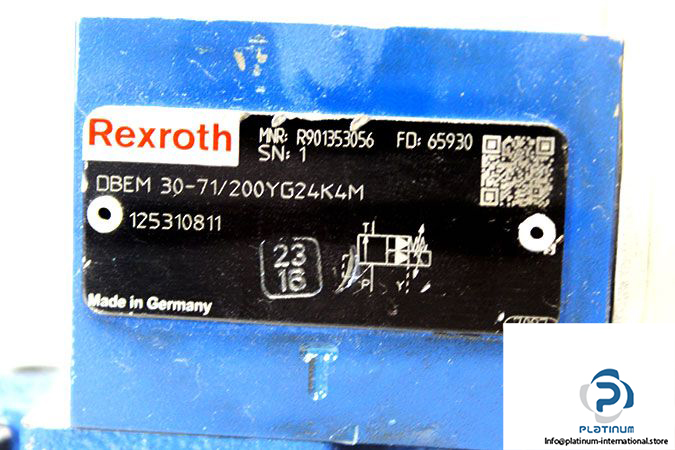 Rexroth
MNR: R901353056 FD: 65930
SN: 1
DBEM 30-71/200YG24K4M
125310811
23
16
T
P Y
Made in Germany
PLATINUM
Info@platinum-international.store